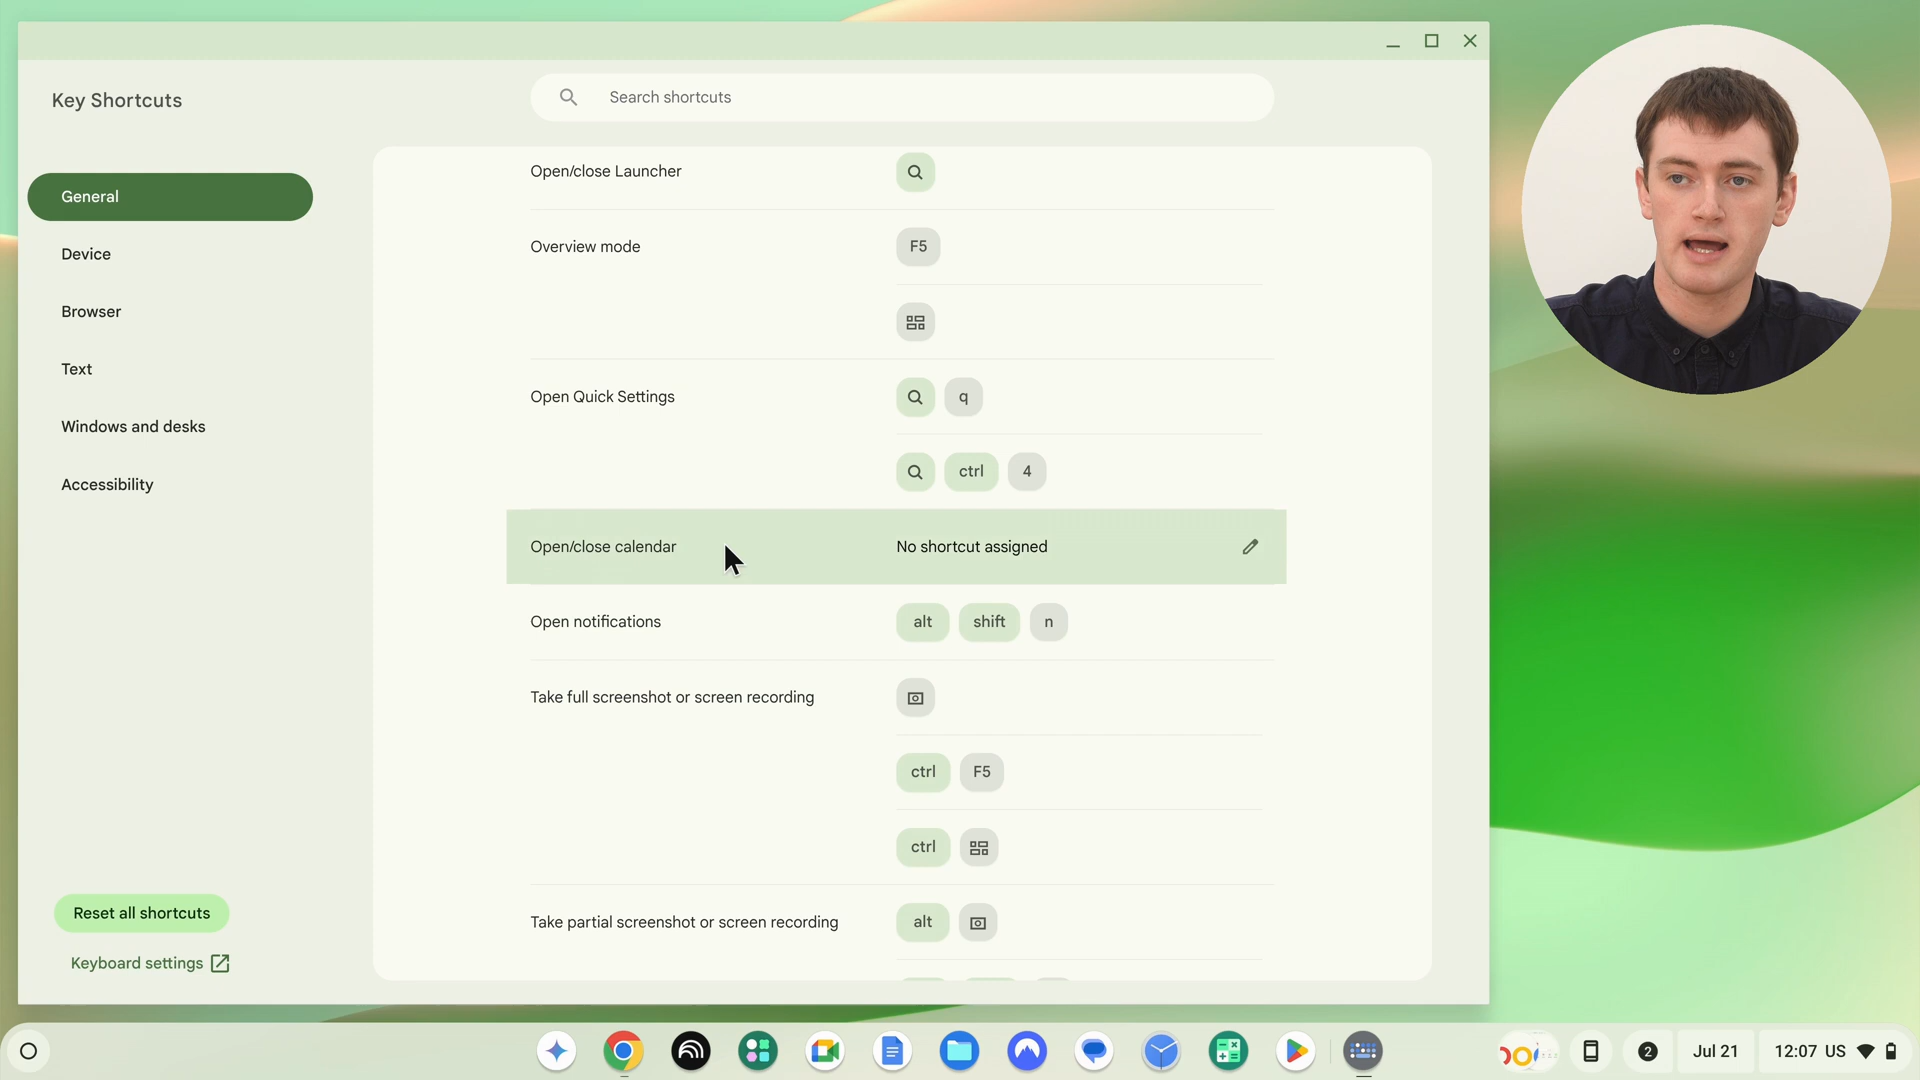 Key Shortcuts
Search shortcuts
General
Device
Browser
Text
Windows and desks
Accessibility
Reset all shortcuts
Keyboard settings
Open/close Launcher
Overview mode F5
Open Quick Settings q
ctrl 4
Open/close calendar No shortcut assigned
Open notifications alt shift n
Take full screenshot or screen recording
ctrl F5
ctrl
Take partial screenshot or screen recording alt
2 Jul 21 12:07 US